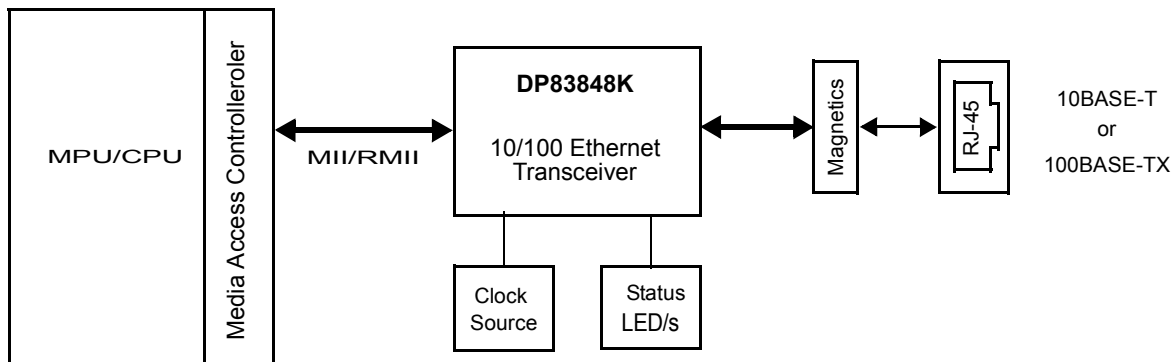 MPU/CPU
Media Access Controlleroler
MII/RMII
DP83848K
10/100 Ethernet
Transceiver
Clock
Source
Status
LED/s
Magnetics
RJ-45
10BASE-T
or
100BASE-TX